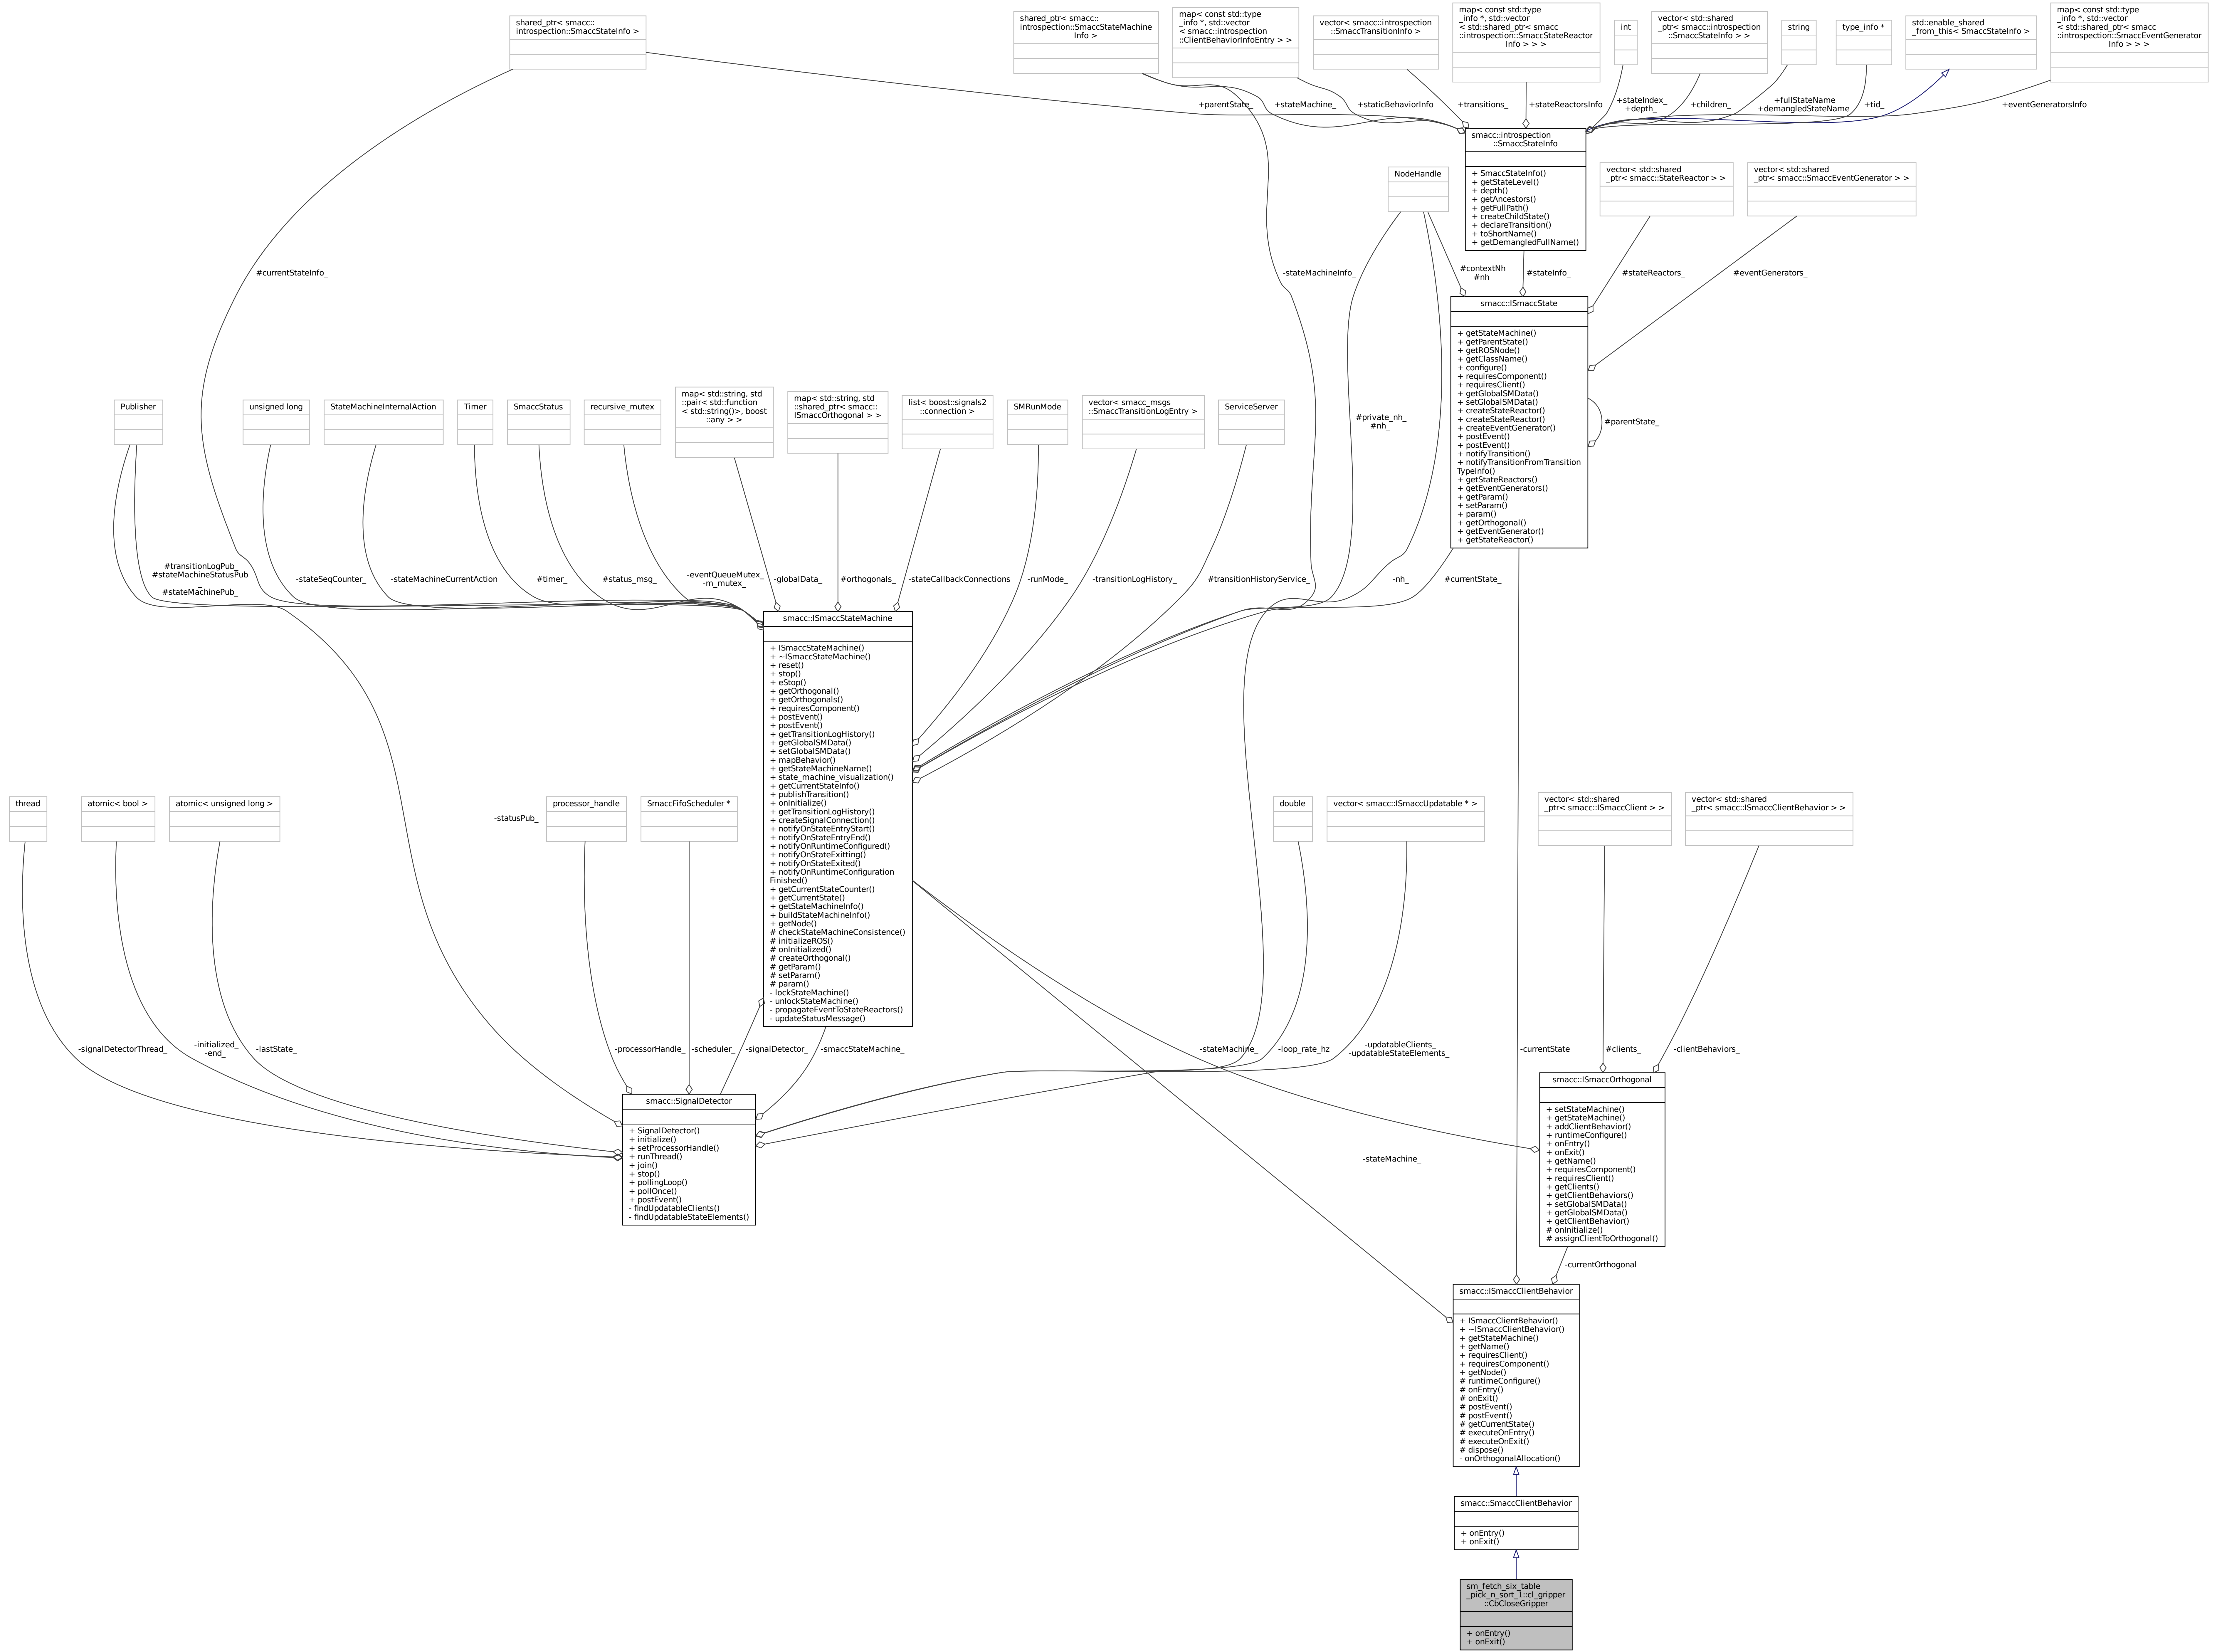 shared_ptr< smacc::
introspection::SmaccStateInfo >
shared_ptr< smacc::
introspection::SmaccStateMachine
Info >
map< const std::type
_info *, std::vector
< smacc::introspection
::ClientBehaviorInfoEntry > >
vector< smacc::introspection
::SmaccTransitionInfo >
map< const std::type
_info *, std::vector
< std::shared_ptr< smacc
::introspection::SmaccStateReactor
Info > > >
int
vector< std::shared
_ptr< smacc::introspection
::SmaccStateInfo > >
string
type_info *
std::enable_shared
_from_this< SmaccStateInfo >
map< const std::type
_info *, std::vector
< std::shared_ptr< smacc
::introspection::SmaccEventGenerator
Info > > >
+parentState_
+stateMachine_
+staticBehaviorInfo
+transitions_
+stateReactorsInfo
+stateIndex_
+depth_
+children_
+fullStateName
+demangledStateName
+tid_
+eventGeneratorsInfo
smacc::introspection
::SmaccStateInfo
+ SmaccStateInfo()
+ getStateLevel()
+ depth()
+ getAncestors()
+ getFullPath()
+ createChildState()
+ declareTransition()
+ toShortName()
+ getDemangledFullName()
NodeHandle
vector< std::shared
_ptr< smacc::StateReactor > >
vector< std::shared
_ptr< smacc::SmaccEventGenerator > >
#currentStateInfo_
-stateMachineInfo_
#contextNh
#nh
#stateInfo_
#stateReactors_
#eventGenerators_
smacc::ISmaccState
+ getStateMachine()
+ getParentState()
+ getROSNode()
+ getClassName()
+ configure()
+ requiresComponent()
+ requiresClient()
+ getGlobalSMData()
+ setGlobalSMData()
+ createStateReactor()
+ createStateReactor()
+ createEventGenerator()
+ postEvent()
+ postEvent()
+ notifyTransition()
+ notifyTransitionFromTransition
TypeInfo()
+ getStateReactors()
+ getEventGenerators()
+ getParam()
+ setParam()
+ param()
+ getOrthogonal()
+ getEventGenerator()
+ getStateReactor()
#parentState_
Publisher
unsigned long
StateMachineInternalAction
Timer
SmaccStatus
recursive_mutex
map< std::string, std
::pair< std::function
< std::string()>, boost
::any > >
map< std::string, std
::shared_ptr< smacc::
ISmaccOrthogonal > >
list< boost::signals2
::connection >
SMRunMode
vector< smacc_msgs
::SmaccTransitionLogEntry >
ServiceServer
#private_nh_
#nh_
#transitionLogPub_
#stateMachineStatusPub
_
#stateMachinePub_
-stateSeqCounter_
-stateMachineCurrentAction
#timer_
#status_msg_
-eventQueueMutex_
-m_mutex_
-globalData_
#orthogonals_
-stateCallbackConnections
-runMode_
-transitionLogHistory_
#transitionHistoryService_
-nh_
#currentState_
smacc::ISmaccStateMachine
+ ISmaccStateMachine()
+ ~ISmaccStateMachine()
+ reset()
+ stop()
+ eStop()
+ getOrthogonal()
+ getOrthogonals()
+ requiresComponent()
+ postEvent()
+ postEvent()
+ getTransitionLogHistory()
+ getGlobalSMData()
+ setGlobalSMData()
+ mapBehavior()
+ getStateMachineName()
+ state_machine_visualization()
+ getCurrentStateInfo()
+ publishTransition()
+ onInitialize()
+ getTransitionLogHistory()
+ createSignalConnection()
+ notifyOnStateEntryStart()
+ notifyOnStateEntryEnd()
+ notifyOnRuntimeConfigured()
+ notifyOnStateExitting()
+ notifyOnStateExited()
+ notifyOnRuntimeConfiguration
Finished()
+ getCurrentStateCounter()
+ getCurrentState()
+ getStateMachineInfo()
+ buildStateMachineInfo()
+ getNode()
# checkStateMachineConsistence()
# initializeROS()
# onInitialized()
# createOrthogonal()
# getParam()
# setParam()
# param()
- lockStateMachine()
- unlockStateMachine()
- propagateEventToStateReactors()
- updateStatusMessage()
thread
atomic< bool >
atomic< unsigned long >
-statusPub_
processor_handle
SmaccFifoScheduler *
double
vector< smacc::ISmaccUpdatable * >
vector< std::shared
_ptr< smacc::ISmaccClient > >
vector< std::shared
_ptr< smacc::ISmaccClientBehavior > >
-signalDetectorThread_
-initialized_
-end_
-lastState_
-processorHandle_
-scheduler_
-signalDetector_
-smaccStateMachine_
-stateMachine_
-loop_rate_hz
-updatableClients_
-updatableStateElements_
-currentState
#clients_
-clientBehaviors_
smacc::SignalDetector
+ SignalDetector()
+ initialize()
+ setProcessorHandle()
+ runThread()
+ join()
+ stop()
+ pollingLoop()
+ pollOnce()
+ postEvent()
- findUpdatableClients()
- findUpdatableStateElements()
smacc::ISmaccOrthogonal
+ setStateMachine()
+ getStateMachine()
+ addClientBehavior()
+ runtimeConfigure()
+ onEntry()
+ onExit()
+ getName()
+ requiresComponent()
+ requiresClient()
+ getClients()
+ getClientBehaviors()
+ setGlobalSMData()
+ getGlobalSMData()
+ getClientBehavior()
# onInitialize()
# assignClientToOrthogonal()
-stateMachine_
-currentOrthogonal
smacc::ISmaccClientBehavior
+ ISmaccClientBehavior()
+ ~ISmaccClientBehavior()
+ getStateMachine()
+ getName()
+ requiresClient()
+ requiresComponent()
+ getNode()
# runtimeConfigure()
# onEntry()
# onExit()
# postEvent()
# postEvent()
# getCurrentState()
# executeOnEntry()
# executeOnExit()
# dispose()
- onOrthogonalAllocation()
smacc::SmaccClientBehavior
+ onEntry()
+ onExit()
sm_fetch_six_table
_pick_n_sort_1::cl_gripper
::CbCloseGripper
+ onEntry()
+ onExit()